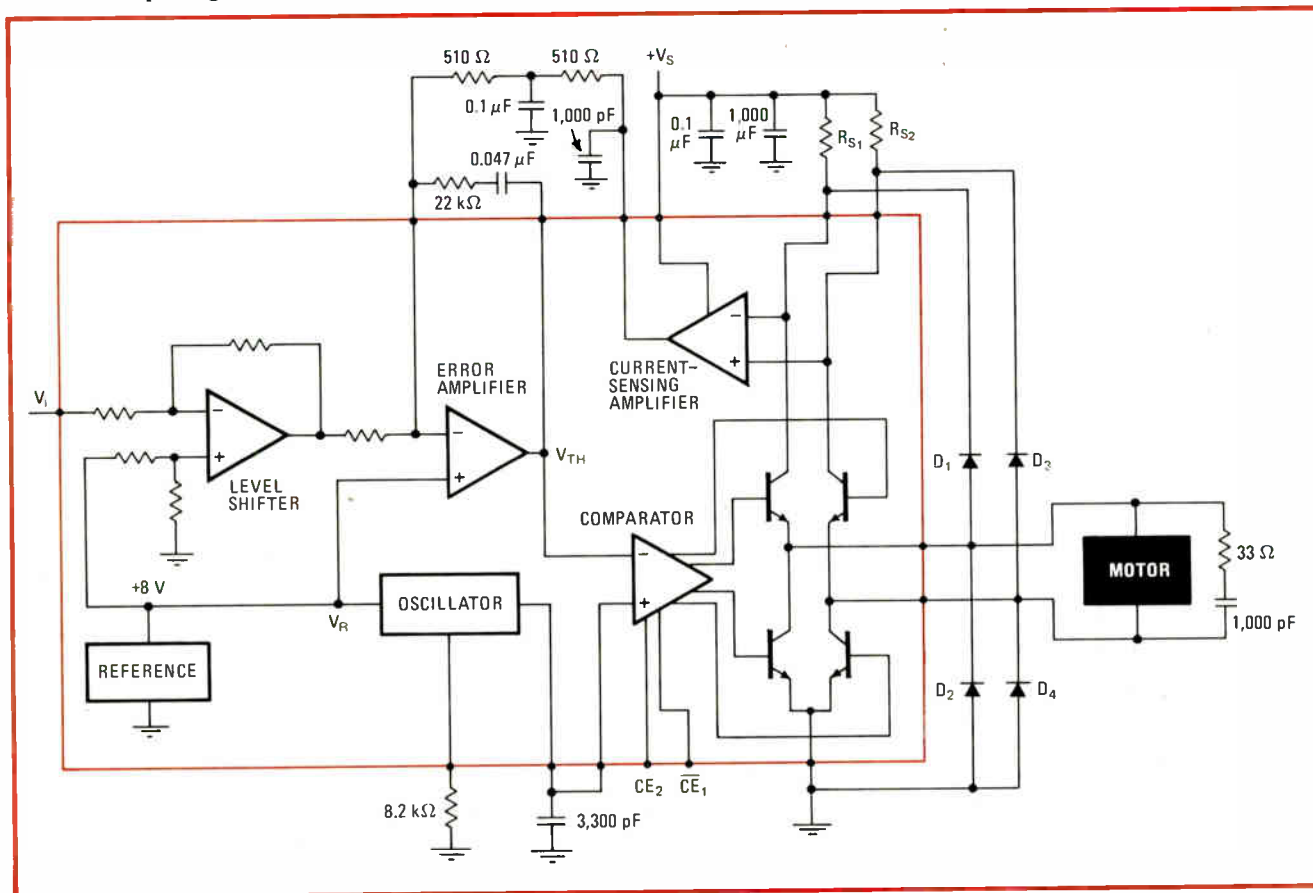 510 Ω
510 Ω
+VS
0.1 μF
1,000 pF
0.1 μF
1,000 μF
RS1
RS2
0.047 μF
22 kΩ
Vi
LEVEL SHIFTER
ERROR AMPLIFIER
CURRENT-SENSING AMPLIFIER
VTH
COMPARATOR
D1
D3
+8 V
VR
OSCILLATOR
REFERENCE
MOTOR
33 Ω
1,000 pF
D2
D4
8.2 kΩ
3,300 pF
CE2
CE1